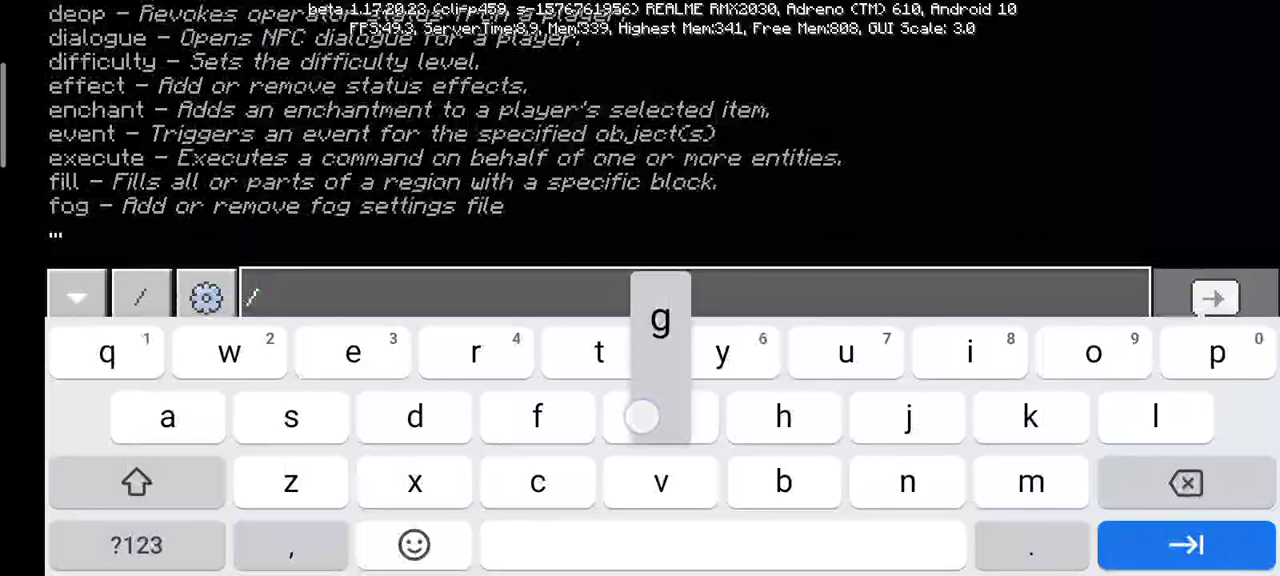 beta 1.17.20.23 (cli-p459, s-1576761956) REALME RMX2030, Adreno (TM) 610, Android 10
deop – Revokes operator status from a player.
FPS:49.3, ServerTime:8.9, Mem:339, Highest Mem:341, Free Mem:808, GUI Scale: 3.0
dialogue – Opens NPC dialogue for a player.
difficulty – Sets the difficulty level.
effect – Add or remove status effects.
enchant – Adds an enchantment to a player's selected item.
event – Triggers an event for the specified object(s)
execute – Executes a command on behalf of one or more entities.
fill – Fills all or parts of a region with a specific block.
fog – Add or remove fog settings file
...
/ /
g
q 1 w 2 e 3 r 4 t y 6 u 7 i 8 o 9 p 0
a s d f h j k l
z x c v b n m
?123 , .